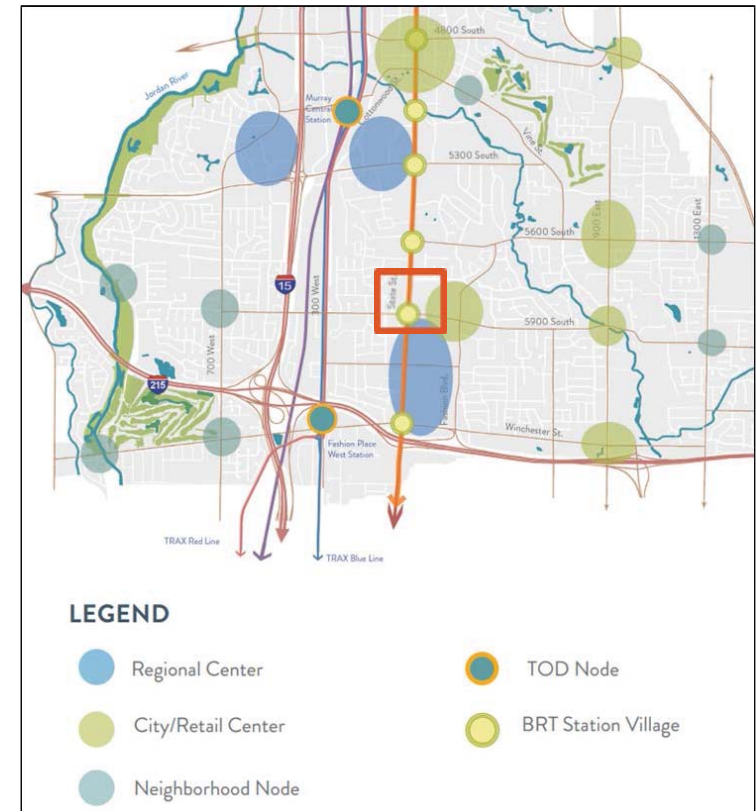 4800 South
Jordan River
Murray
Central
Station
Cottonwood St.
Vine St.
5300 South
900 East
1300 East
5600 South
15
300 West
State St.
5900 South
700 West
215
Fashion Blvd.
Winchester St.
Fashion Place
West Station
TRAX Red Line
TRAX Blue Line
LEGEND
Regional Center
TOD Node
City/Retail Center
BRT Station Village
Neighborhood Node